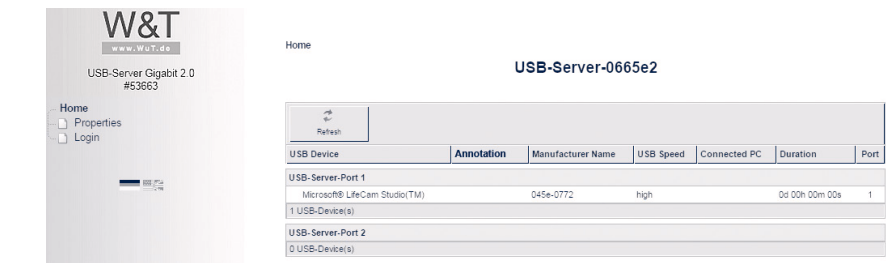 W&T
www.WuT.de
USB-Server Gigabit 2.0
#53663
Home
Properties
Login
Home
USB-Server-0665e2
Refresh
USB Device Annotation Manufacturer Name USB Speed Connected PC Duration Port
USB-Server-Port 1
Microsoft® LifeCam Studio(TM) 045e-0772 high 0d 00h 00m 00s 1
1 USB-Device(s)
USB-Server-Port 2
0 USB-Device(s)